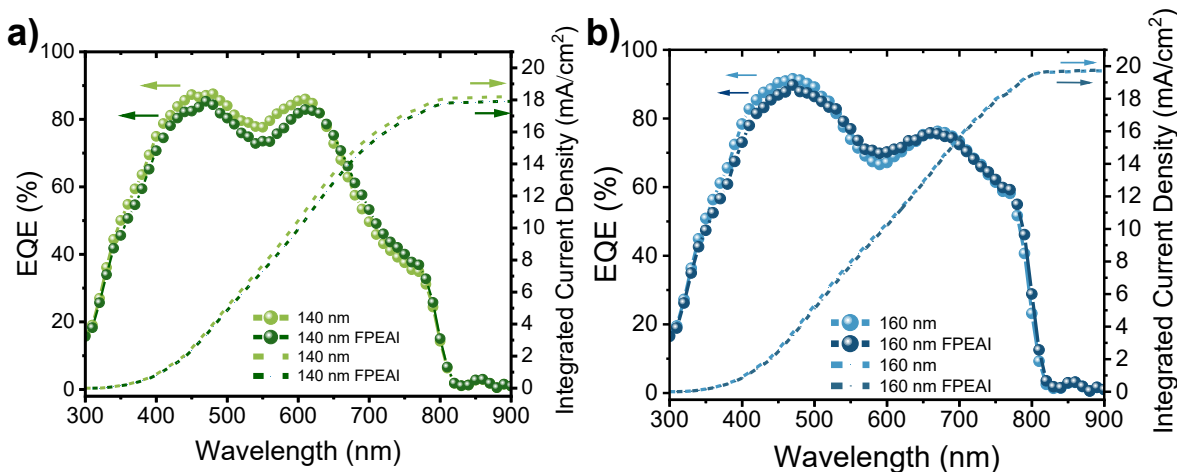 a)
EQE (%)
100
80
60
40
20
0
300 400 500 600 700 800 900
Wavelength (nm)
20
18
16
14
12
10
8
6
4
2
0
Integrated Current Density (mA/cm²)
140 nm
140 nm FPEAI
140 nm
140 nm FPEAI
b)
EQE (%)
100
80
60
40
20
0
300 400 500 600 700 800 900
Wavelength (nm)
20
18
16
14
12
10
8
6
4
2
0
Integrated Current Density (mA/cm²)
160 nm
160 nm FPEAI
160 nm
160 nm FPEAI